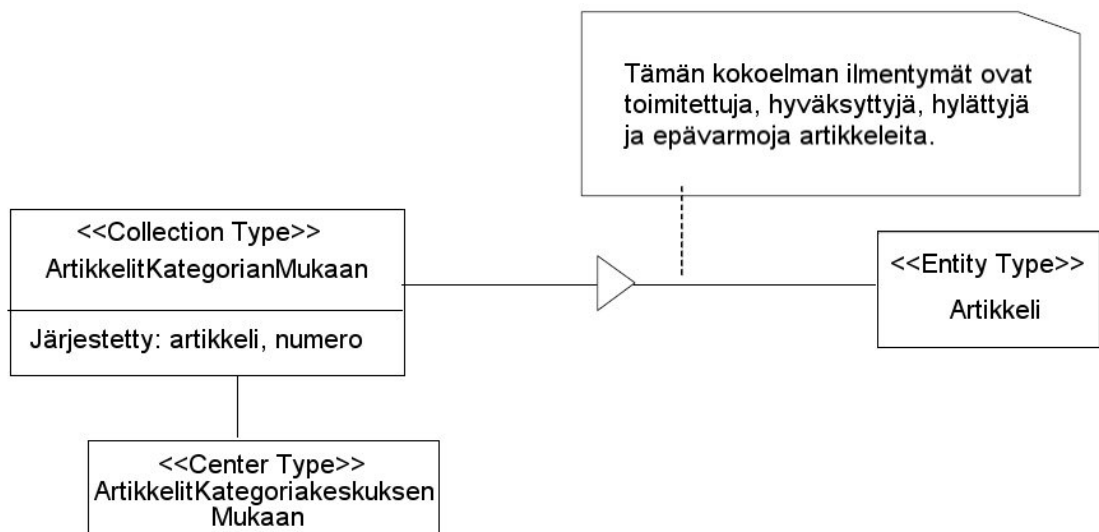 Tämän kokoelman ilmentymät ovat
toimitettuja, hyväksyttyjä, hylättyjä
ja epävarmoja artikkeleita.
<<Collection Type>>
ArtikkelitKategorianMukaan
Järjestetty: artikkeli, numero
<<Entity Type>>
Artikkeli
<<Center Type>>
ArtikkelitKategoriakeskuksen
Mukaan